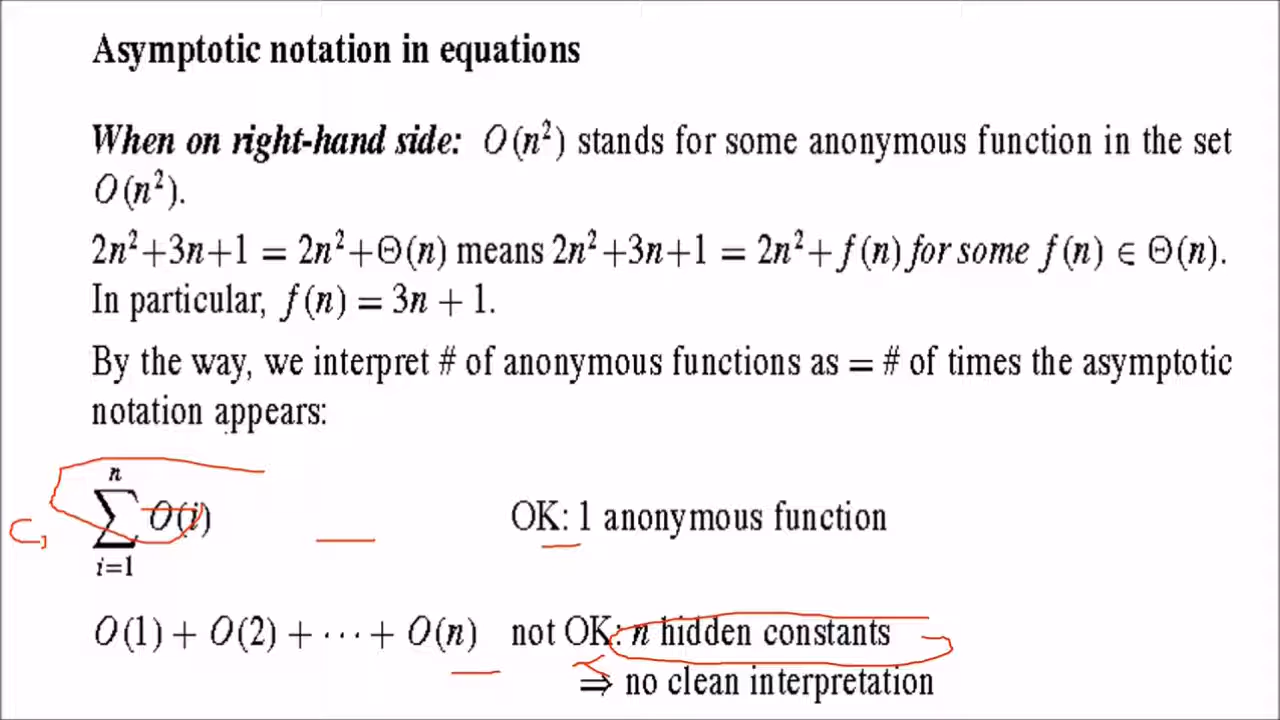 Asymptotic notation in equations
When on right-hand side: O(n²) stands for some anonymous function in the set
O(n²).
2n²+3n+1 = 2n²+Θ(n) means 2n²+3n+1 = 2n²+f(n) for some f(n) ∈ Θ(n).
In particular, f(n) = 3n + 1.
By the way, we interpret # of anonymous functions as = # of times the asymptotic
notation appears:
n
∑ O(i) OK: 1 anonymous function
i=1
O(1) + O(2) + ⋯ + O(n) not OK: n hidden constants
⇒ no clean interpretation